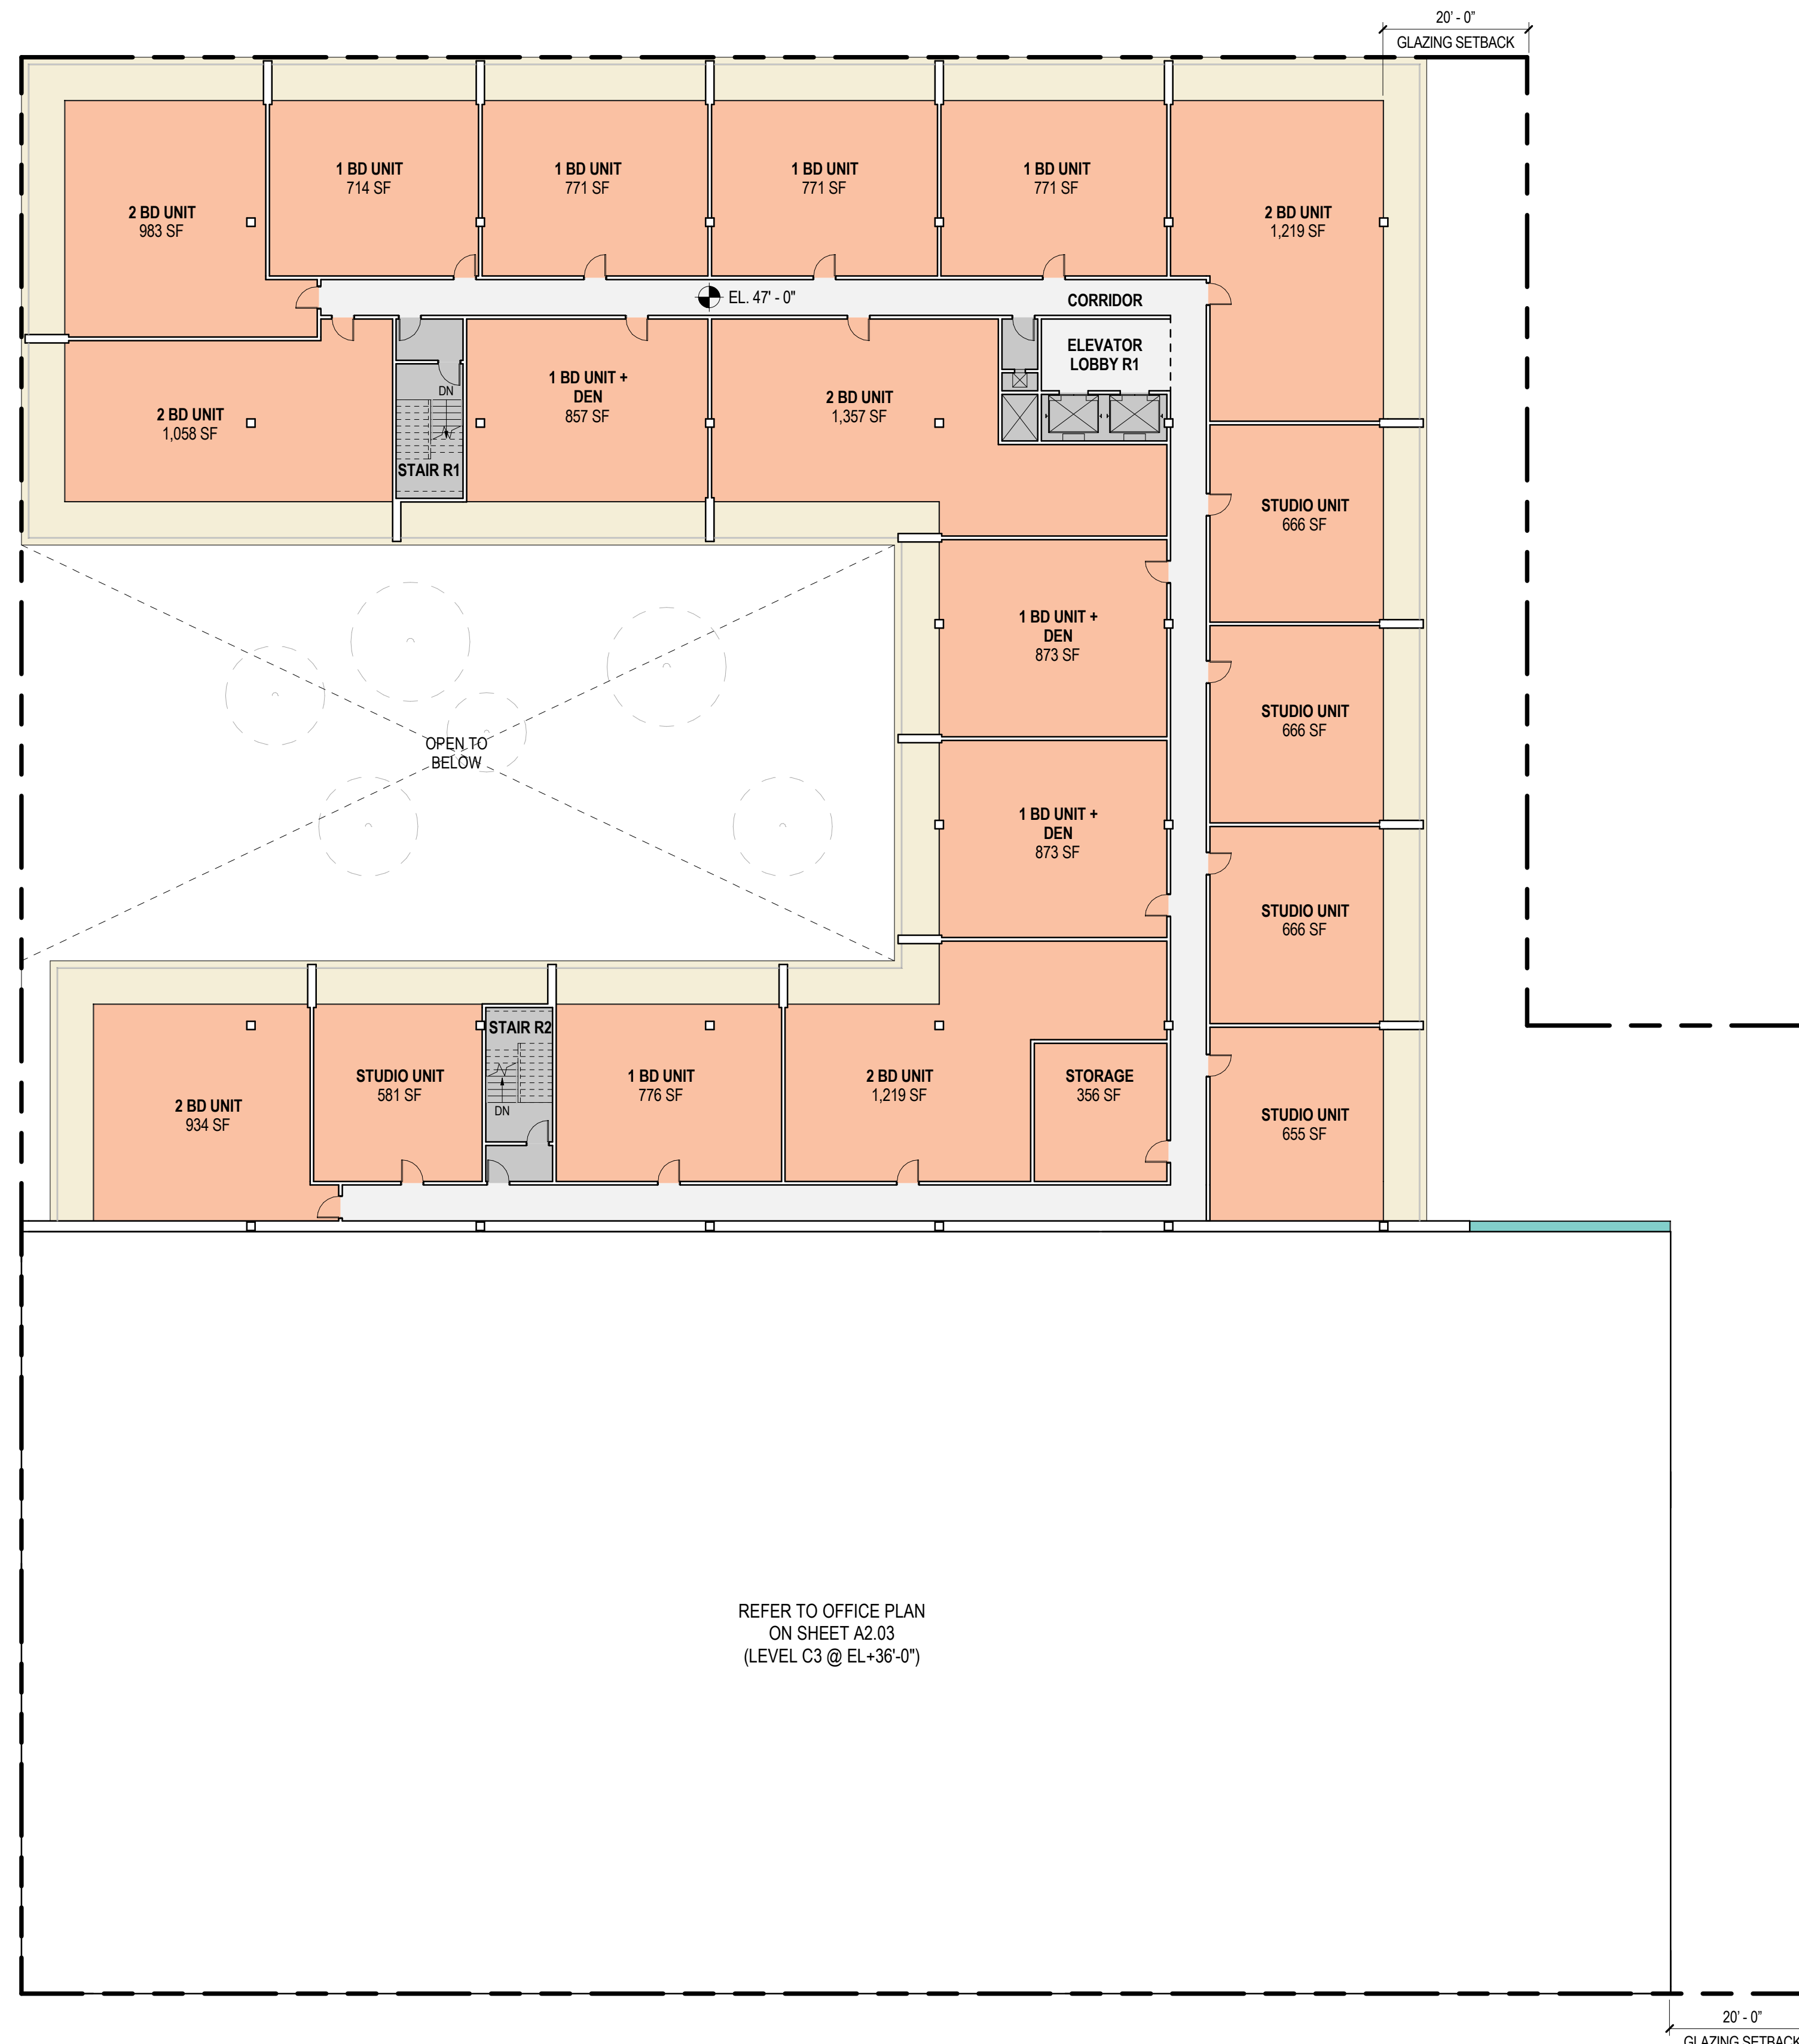 20' - 0"
GLAZING SETBACK
1 BD UNIT
714 SF
1 BD UNIT
771 SF
1 BD UNIT
771 SF
1 BD UNIT
771 SF
2 BD UNIT
983 SF
2 BD UNIT
1,219 SF
EL. 47' - 0"
CORRIDOR
ELEVATOR
LOBBY R1
2 BD UNIT
1,058 SF
DN
STAIR R1
1 BD UNIT +
DEN
857 SF
2 BD UNIT
1,357 SF
STUDIO UNIT
666 SF
1 BD UNIT +
DEN
873 SF
STUDIO UNIT
666 SF
OPEN TO
BELOW
1 BD UNIT +
DEN
873 SF
STUDIO UNIT
666 SF
2 BD UNIT
934 SF
STUDIO UNIT
581 SF
STAIR R2
DN
1 BD UNIT
776 SF
2 BD UNIT
1,219 SF
STORAGE
356 SF
STUDIO UNIT
655 SF
REFER TO OFFICE PLAN
ON SHEET A2.03
(LEVEL C3 @ EL+36'-0")
20' - 0"
GLAZING SETBACK